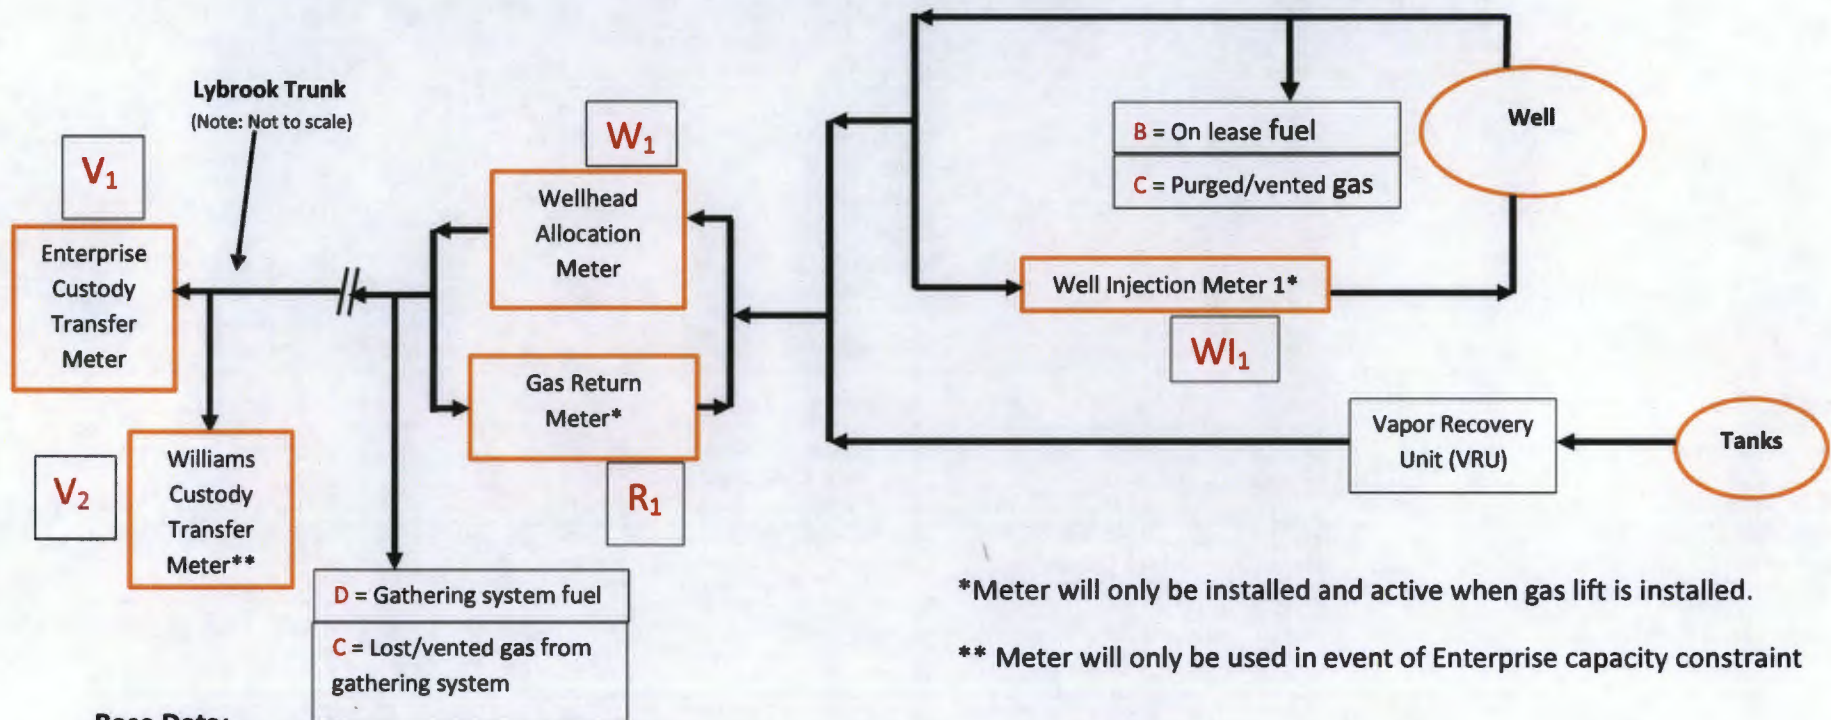 Lybrook Trunk
(Note: Not to scale)
V1
Enterprise
Custody
Transfer
Meter
V2
Williams
Custody
Transfer
Meter**
W1
Wellhead
Allocation
Meter
Gas Return
Meter*
R1
D = Gathering system fuel
C = Lost/vented gas from
gathering system
B = On lease fuel
C = Purged/vented gas
Well
Well Injection Meter 1*
WI1
Vapor Recovery
Unit (VRU)
Tanks
*Meter will only be installed and active when gas lift is installed.
** Meter will only be used in event of Enterprise capacity constraint
Base Data: